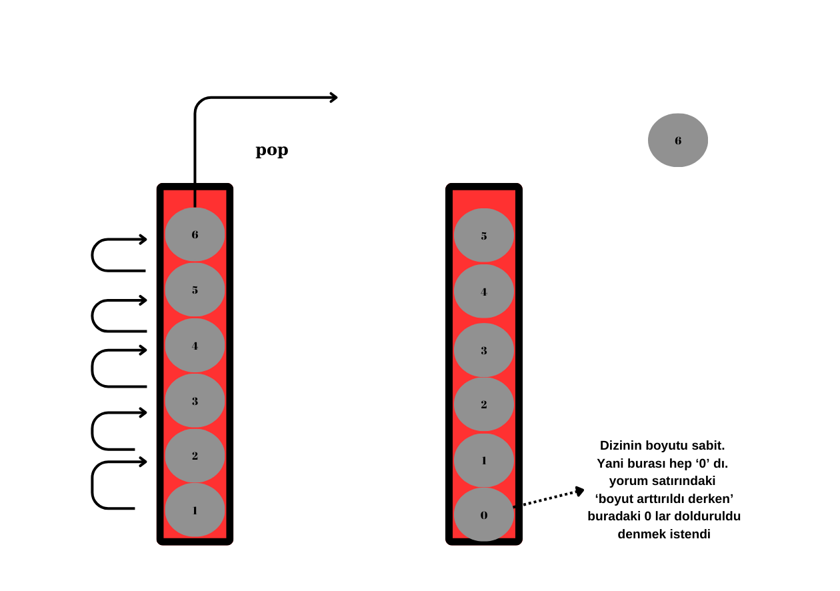 pop
6
5
4
3
2
1
6
5
4
3
2
1
0
Dizinin boyutu sabit.
Yani burası hep ‘0’ dı.
yorum satırındaki
‘boyut arttırıldı derken’
buradaki 0 lar dolduruldu
denmek istendi